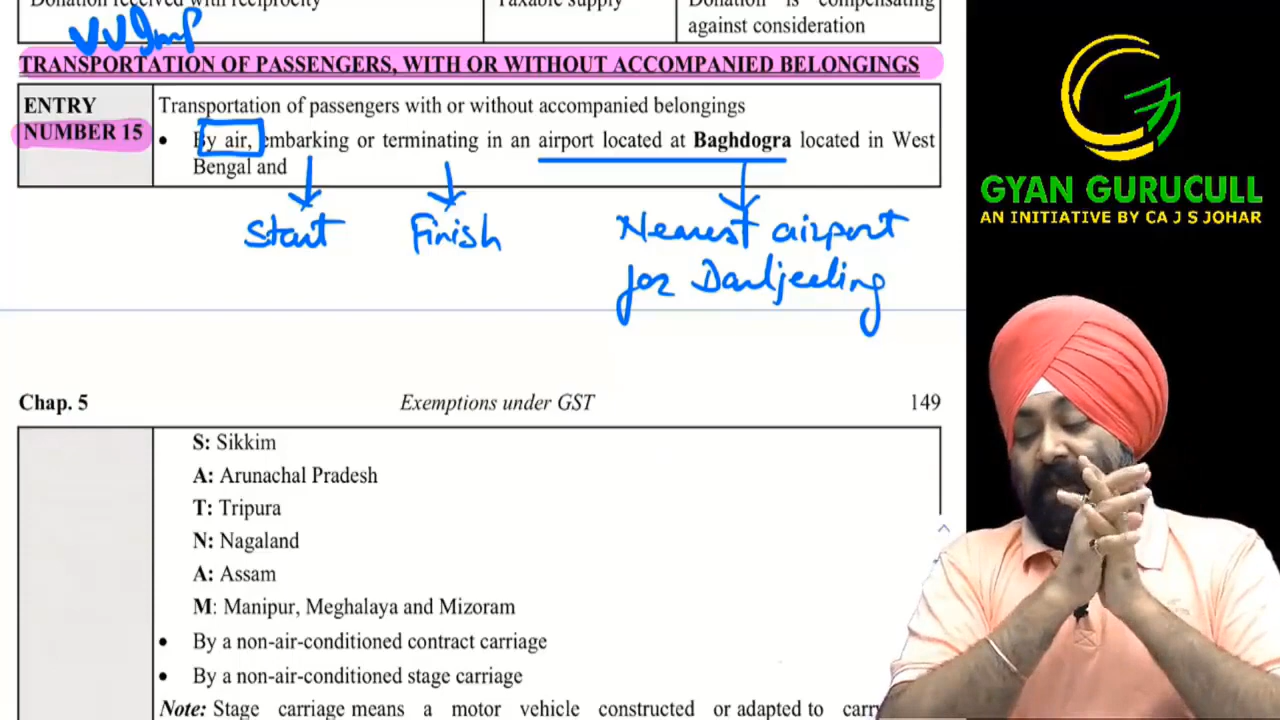 Donation received with reciprocity
Taxable supply
Donation is compensating
against consideration
VV Imp
TRANSPORTATION OF PASSENGERS, WITH OR WITHOUT ACCOMPANIED BELONGINGS
ENTRY
NUMBER 15
Transportation of passengers with or without accompanied belongings
• By air, embarking or terminating in an airport located at Baghdogra located in West
Bengal and
Start
Finish
Nearest airport
for Darjeeling
Chap. 5
Exemptions under GST
149
S: Sikkim
A: Arunachal Pradesh
T: Tripura
N: Nagaland
A: Assam
M: Manipur, Meghalaya and Mizoram
• By a non-air-conditioned contract carriage
• By a non-air-conditioned stage carriage
Note: Stage carriage means a motor vehicle constructed or adapted to carry
GYAN GURUCULL
AN INITIATIVE BY CA J S JOHAR